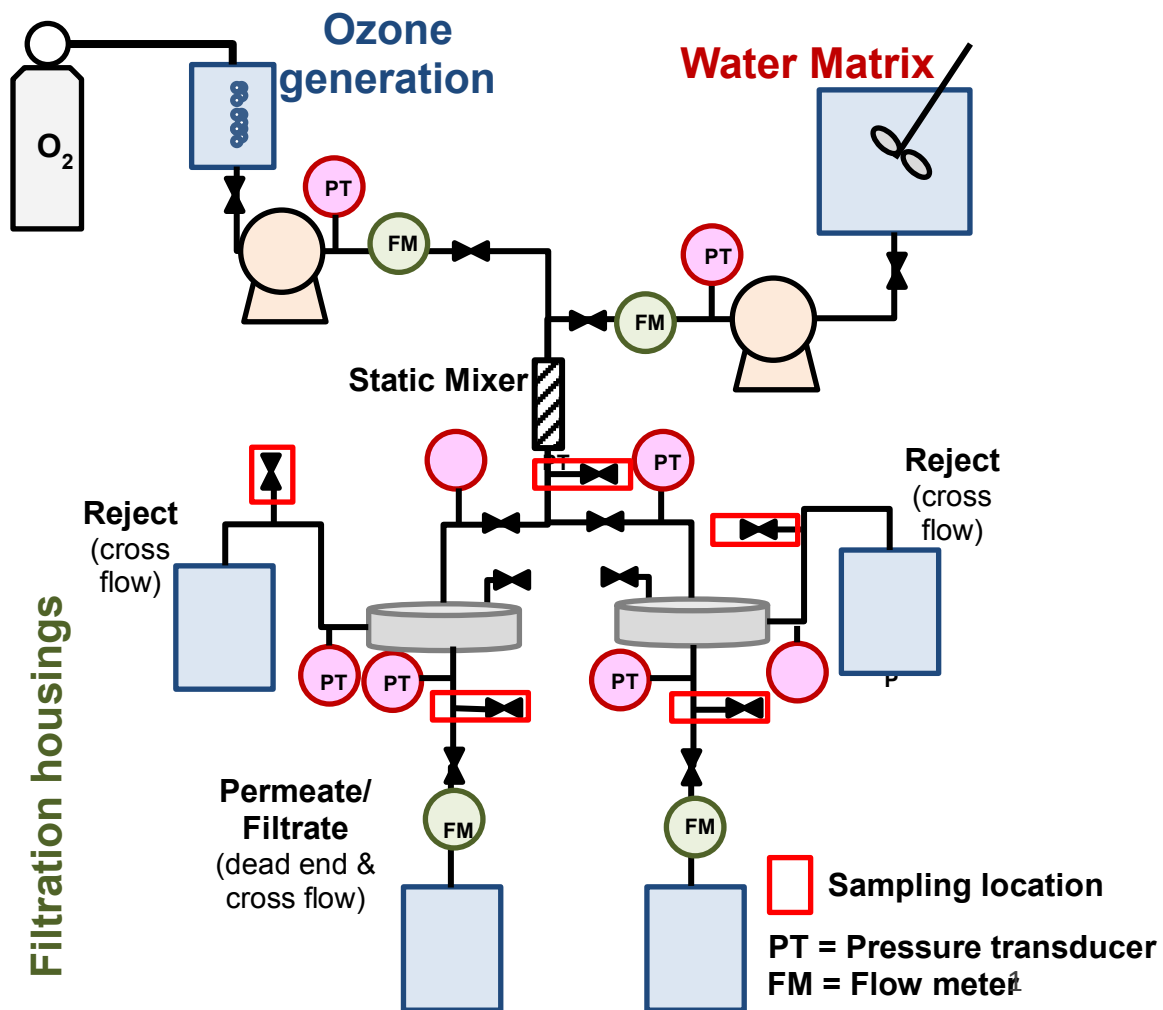 Ozone
generation
Water Matrix
O2
PT
FM
PT
FM
Static Mixer
PT
PT
Reject
(cross
flow)
Reject
(cross
flow)
PT
PT
PT
P
Filtration housings
Permeate/
Filtrate
(dead end &
cross flow)
FM
FM
Sampling location
PT = Pressure transducer
FM = Flow meter
1